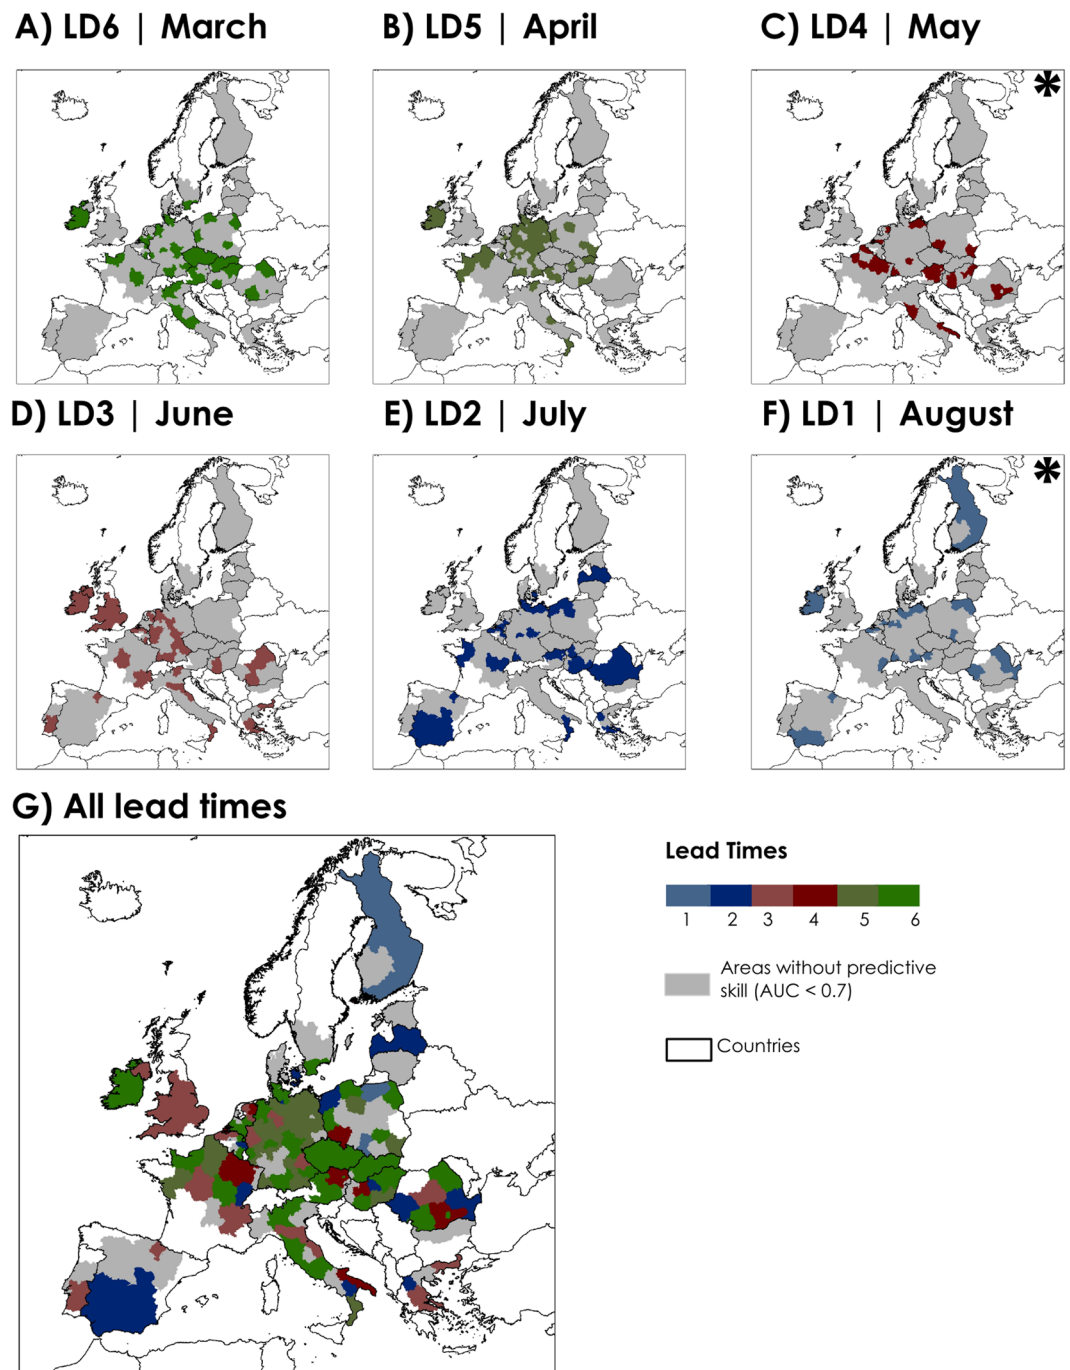 A) LD6 | March
B) LD5 | April
C) LD4 | May
*
D) LD3 | June
E) LD2 | July
F) LD1 | August
*
G) All lead times
Lead Times
1 2 3 4 5 6
Areas without predictive
skill (AUC < 0.7)
Countries